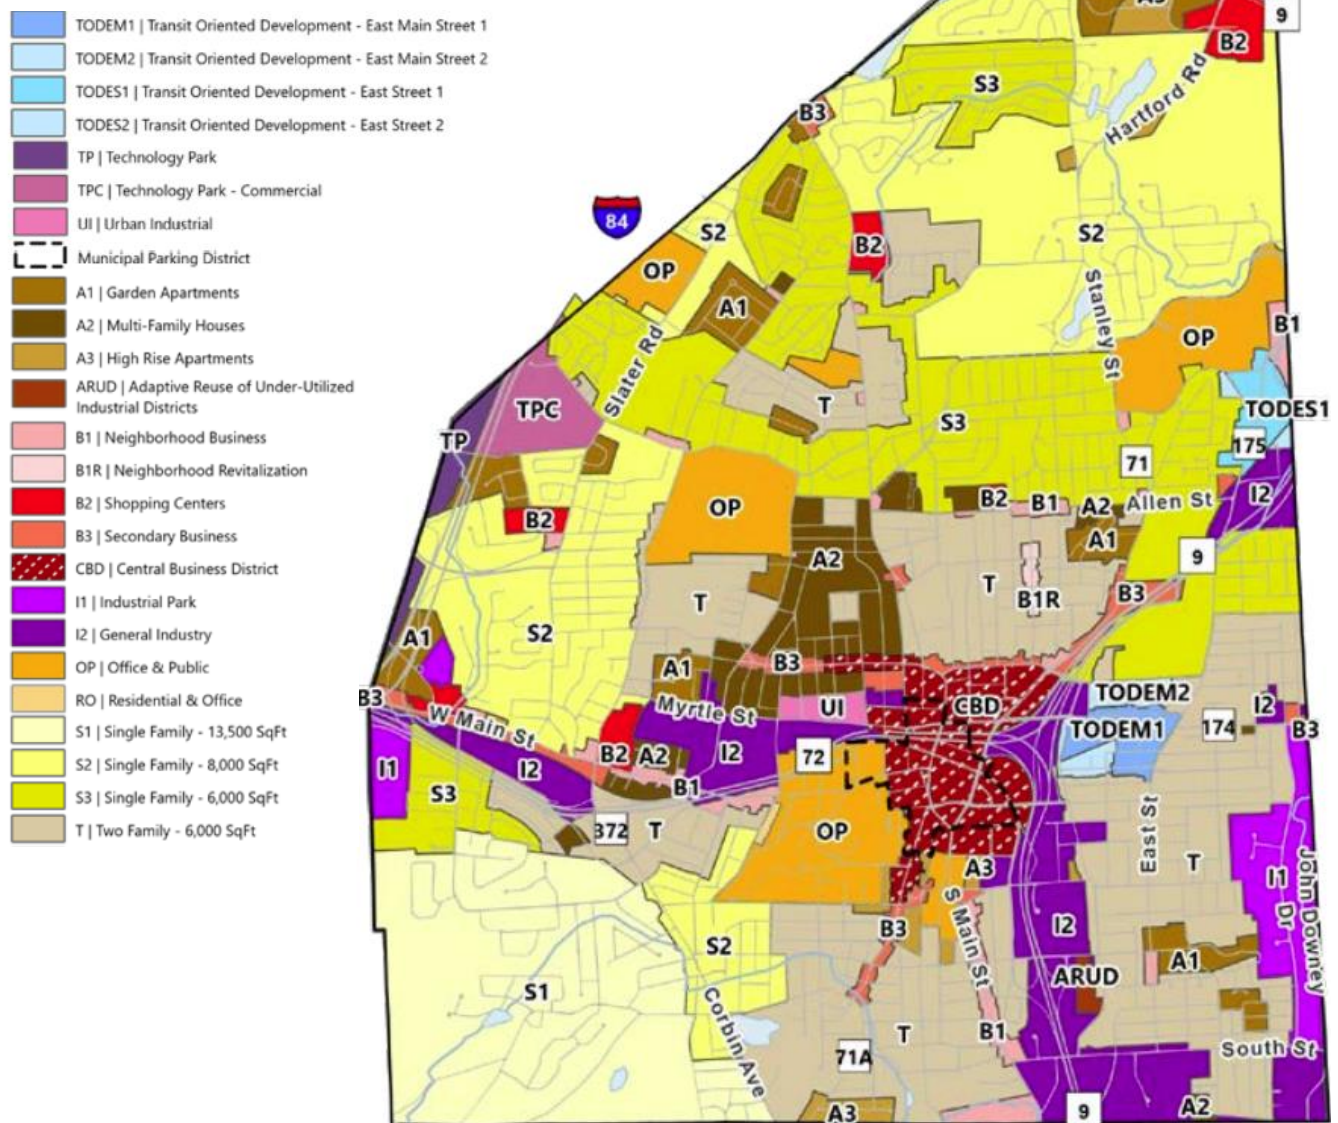 TODEM1 | Transit Oriented Development - East Main Street 1
TODEM2 | Transit Oriented Development - East Main Street 2
TODES1 | Transit Oriented Development - East Street 1
TODES2 | Transit Oriented Development - East Street 2
TP | Technology Park
TPC | Technology Park - Commercial
UI | Urban Industrial
Municipal Parking District
A1 | Garden Apartments
A2 | Multi-Family Houses
A3 | High Rise Apartments
ARUD | Adaptive Reuse of Under-Utilized
Industrial Districts
B1 | Neighborhood Business
B1R | Neighborhood Revitalization
B2 | Shopping Centers
B3 | Secondary Business
CBD | Central Business District
I1 | Industrial Park
I2 | General Industry
OP | Office & Public
RO | Residential & Office
S1 | Single Family - 13,500 SqFt
S2 | Single Family - 8,000 SqFt
S3 | Single Family - 6,000 SqFt
T | Two Family - 6,000 SqFt
9
B2
S3
Hartford Rd
B3
84
S2
B2
S2
OP
A1
Stanley St
B1
OP
Slater Rd
TPC
T
TODES1
S3
TP
175
71
I2
B2
B1
A2
Allen St
OP
B2
A1
9
A2
T
B1R
B3
T
S2
A1
B3
A1
TODEM2
B3
W Main St
Myrtle St
UI
CBD
TODEM1
174
I2
B3
B2
A2
I2
72
I1
I2
B1
S3
372
T
OP
East St
T
A3
I1
John Downey
Dr
S Main St
B3
I2
S2
A1
ARUD
S1
Corbin Ave
T
B1
71A
South St
A3
9
A2